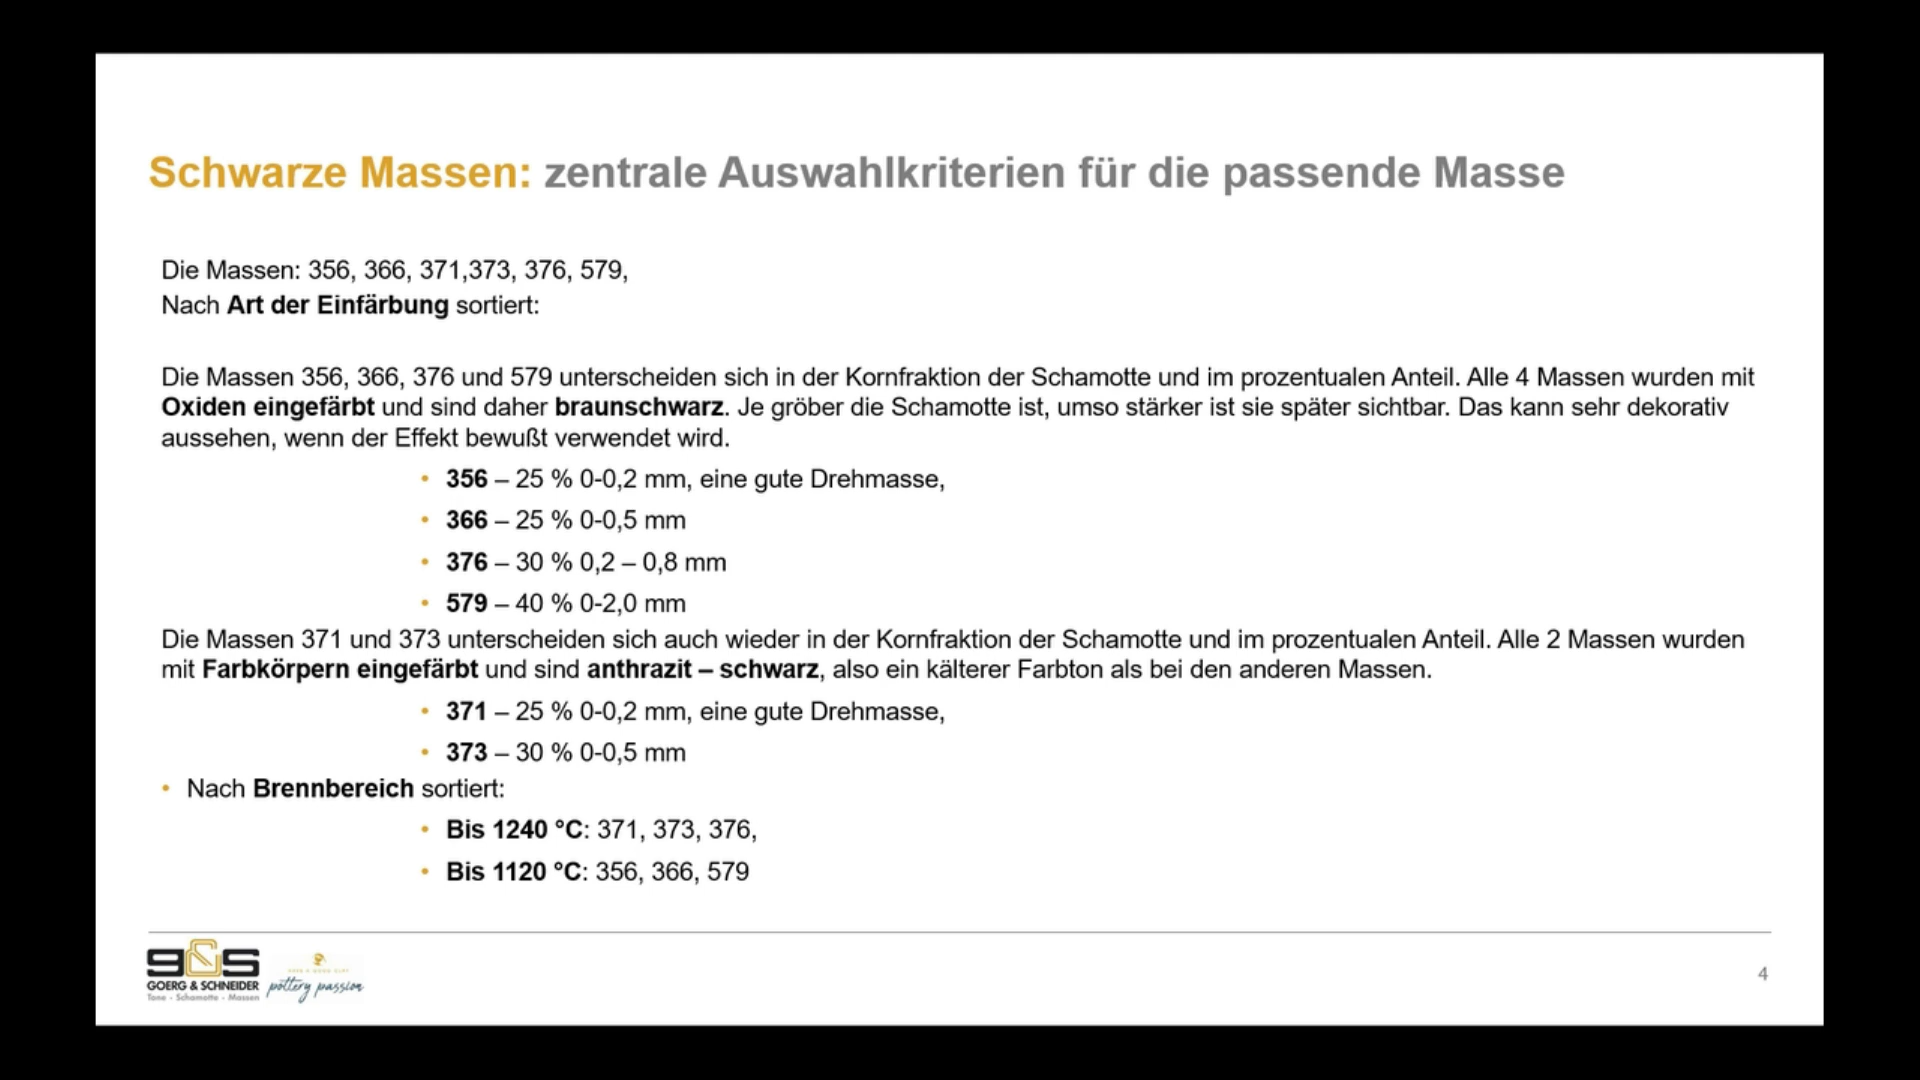 Schwarze Massen: zentrale Auswahlkriterien für die passende Masse
Die Massen: 356, 366, 371,373, 376, 579,
Nach Art der Einfärbung sortiert:
Die Massen 356, 366, 376 und 579 unterscheiden sich in der Kornfraktion der Schamotte und im prozentualen Anteil. Alle 4 Massen wurden mit
Oxiden eingefärbt und sind daher braunschwarz. Je gröber die Schamotte ist, umso stärker ist sie später sichtbar. Das kann sehr dekorativ
aussehen, wenn der Effekt bewußt verwendet wird.
• 356 – 25 % 0-0,2 mm, eine gute Drehmasse,
• 366 – 25 % 0-0,5 mm
• 376 – 30 % 0,2 – 0,8 mm
• 579 – 40 % 0-2,0 mm
Die Massen 371 und 373 unterscheiden sich auch wieder in der Kornfraktion der Schamotte und im prozentualen Anteil. Alle 2 Massen wurden
mit Farbkörpern eingefärbt und sind anthrazit – schwarz, also ein kälterer Farbton als bei den anderen Massen.
• 371 – 25 % 0-0,2 mm, eine gute Drehmasse,
• 373 – 30 % 0-0,5 mm
• Nach Brennbereich sortiert:
• Bis 1240 °C: 371, 373, 376,
• Bis 1120 °C: 356, 366, 579
g&s
GOERG & SCHNEIDER
Tone - Schamotte - Massen
pottery passion
4